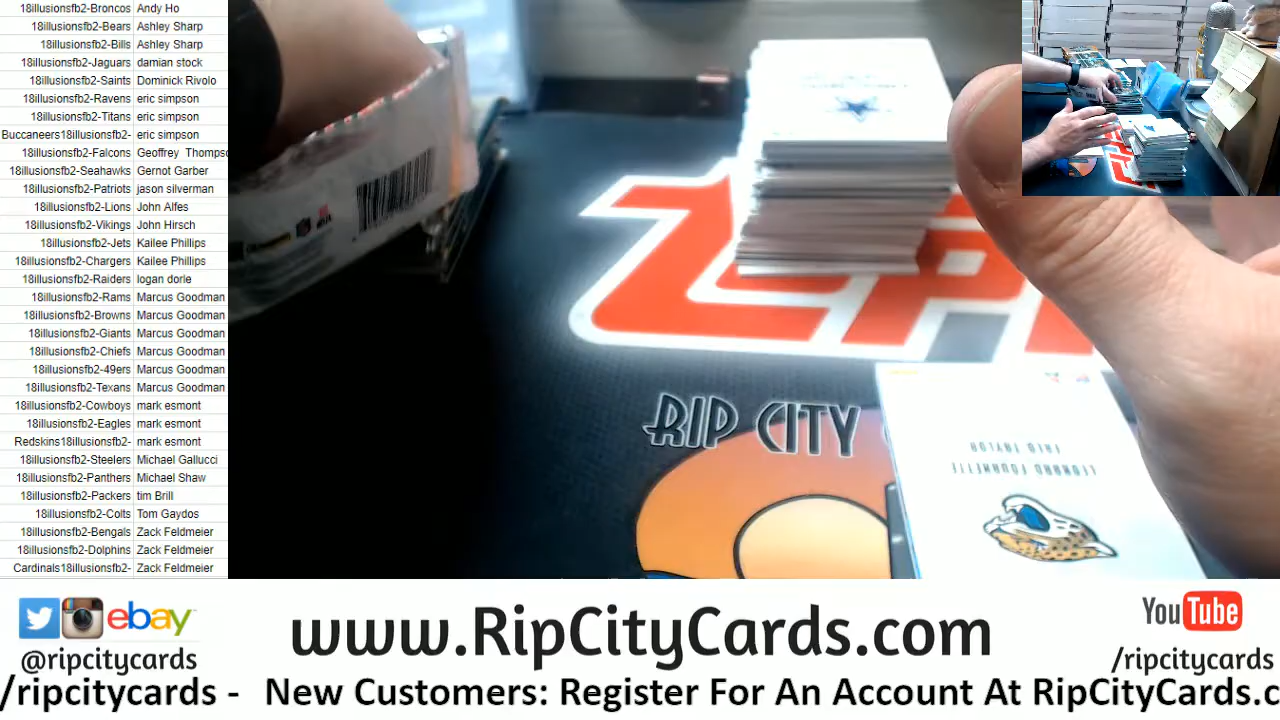 18illusionsfb2-Broncos Andy Ho
18illusionsfb2-Bears Ashley Sharp
18illusionsfb2-Bills Ashley Sharp
18illusionsfb2-Jaguars damian stock
18illusionsfb2-Saints Dominick Rivolo
18illusionsfb2-Ravens eric simpson
18illusionsfb2-Titans eric simpson
Buccaneers18illusionsfb2- eric simpson
18illusionsfb2-Falcons Geoffrey Thompsc
18illusionsfb2-Seahawks Gernot Garber
18illusionsfb2-Patriots jason silverman
18illusionsfb2-Lions John Alfes
18illusionsfb2-Vikings John Hirsch
18illusionsfb2-Jets Kailee Phillips
18illusionsfb2-Chargers Kailee Phillips
18illusionsfb2-Raiders logan dorie
18illusionsfb2-Rams Marcus Goodman
18illusionsfb2-Browns Marcus Goodman
18illusionsfb2-Giants Marcus Goodman
18illusionsfb2-Chiefs Marcus Goodman
18illusionsfb2-49ers Marcus Goodman
18illusionsfb2-Texans Marcus Goodman
18illusionsfb2-Cowboys mark esmont
18illusionsfb2-Eagles mark esmont
Redskins18illusionsfb2- mark esmont
18illusionsfb2-Steelers Michael Gallucci
18illusionsfb2-Panthers Michael Shaw
18illusionsfb2-Packers tim Brill
18illusionsfb2-Colts Tom Gaydos
18illusionsfb2-Bengals Zack Feldmeier
18illusionsfb2-Dolphins Zack Feldmeier
Cardinals18illusionsfb2- Zack Feldmeier
RIP CITY
LEONARD FOURNETTE
FRED TAYLOR
ebay
@ripcitycards
www.RipCityCards.com
YouTube
/ripcitycards
/ripcitycards - New Customers: Register For An Account At RipCityCards.c